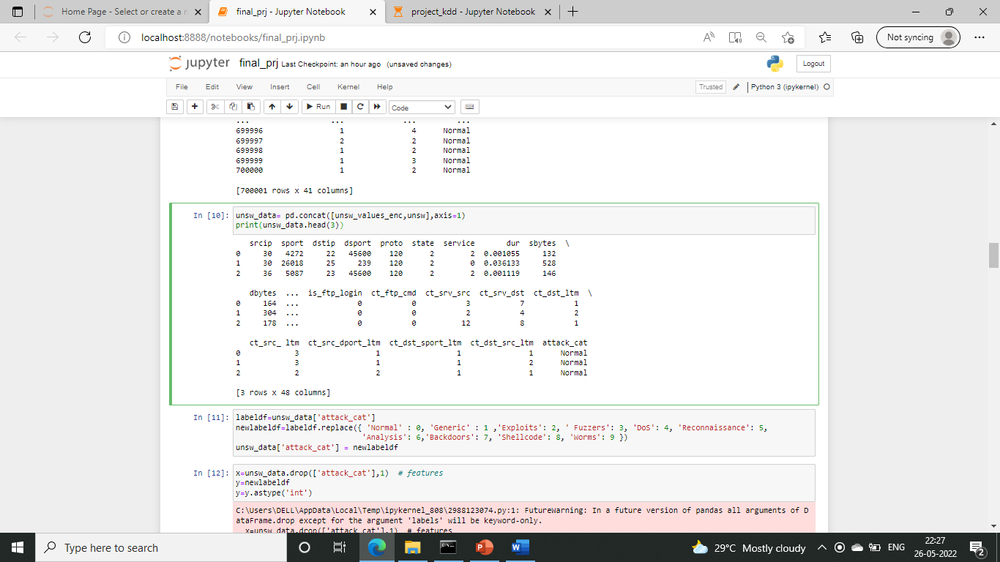 Home Page - Select or create a n
final_prj - Jupyter Notebook
project_kdd - Jupyter Notebook
localhost:8888/notebooks/final_prj.ipynb
Not syncing
jupyter final_prj Last Checkpoint: an hour ago (unsaved changes)
Logout
File Edit View Insert Cell Kernel Help
Trusted Python 3 (ipykernel)
Run Code
... ... ... ...
699996 1 4 Normal
699997 2 2 Normal
699998 1 2 Normal
699999 1 3 Normal
700000 1 2 Normal
[700001 rows x 41 columns]
In [10]: unsw_data= pd.concat([unsw_values_enc,unsw],axis=1)
print(unsw_data.head(3))
srcip sport dstip dsport proto state service dur sbytes \
0 30 4272 22 45600 120 2 2 0.001055 132
1 30 26018 25 239 120 2 0 0.036133 528
2 36 5087 23 45600 120 2 2 0.001119 146
dbytes ... is_ftp_login ct_ftp_cmd ct_srv_src ct_srv_dst ct_dst_ltm \
0 164 ... 0 0 3 7 1
1 304 ... 0 0 2 4 2
2 178 ... 0 0 12 8 1
ct_src_ ltm ct_src_dport_ltm ct_dst_sport_ltm ct_dst_src_ltm attack_cat
0 3 1 1 1 Normal
1 3 1 1 2 Normal
2 2 2 1 1 Normal
[3 rows x 48 columns]
In [11]: labeldf=unsw_data['attack_cat']
newlabeldf=labeldf.replace({ 'Normal' : 0, 'Generic' : 1 ,'Exploits': 2, ' Fuzzers': 3, 'DoS': 4, 'Reconnaissance': 5,
'Analysis': 6,'Backdoors': 7, 'Shellcode': 8, 'Worms': 9 })
unsw_data['attack_cat'] = newlabeldf
In [12]: x=unsw_data.drop(['attack_cat'],1) # features
y=newlabeldf
y=y.astype('int')
C:\Users\DELL\AppData\Local\Temp\ipykernel_808\2988123074.py:1: FutureWarning: In a future version of pandas all arguments of D
ataFrame.drop except for the argument 'labels' will be keyword-only.
x=unsw_data.drop(['attack_cat'],1) # features
Type here to search
29°C Mostly cloudy
ENG
22:27
26-05-2022
2